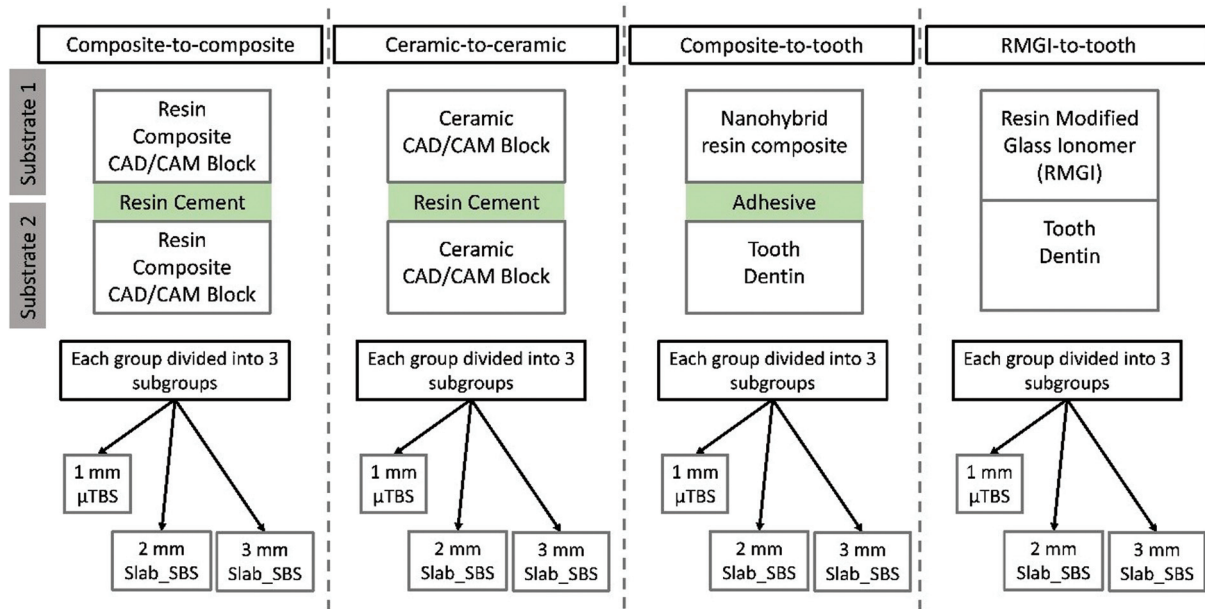 Composite-to-composite
Ceramic-to-ceramic
Composite-to-tooth
RMGI-to-tooth
Substrate 1
Resin
Composite
CAD/CAM Block
Ceramic
CAD/CAM Block
Nanohybrid
resin composite
Resin Modified
Glass Ionomer
(RMGI)
Resin Cement
Resin Cement
Adhesive
Substrate 2
Resin
Composite
CAD/CAM Block
Ceramic
CAD/CAM Block
Tooth
Dentin
Tooth
Dentin
Each group divided into 3
subgroups
Each group divided into 3
subgroups
Each group divided into 3
subgroups
Each group divided into 3
subgroups
1 mm
µTBS
1 mm
µTBS
1 mm
µTBS
1 mm
µTBS
2 mm
Slab_SBS
3 mm
Slab_SBS
2 mm
Slab_SBS
3 mm
Slab_SBS
2 mm
Slab_SBS
3 mm
Slab_SBS
2 mm
Slab_SBS
3 mm
Slab_SBS